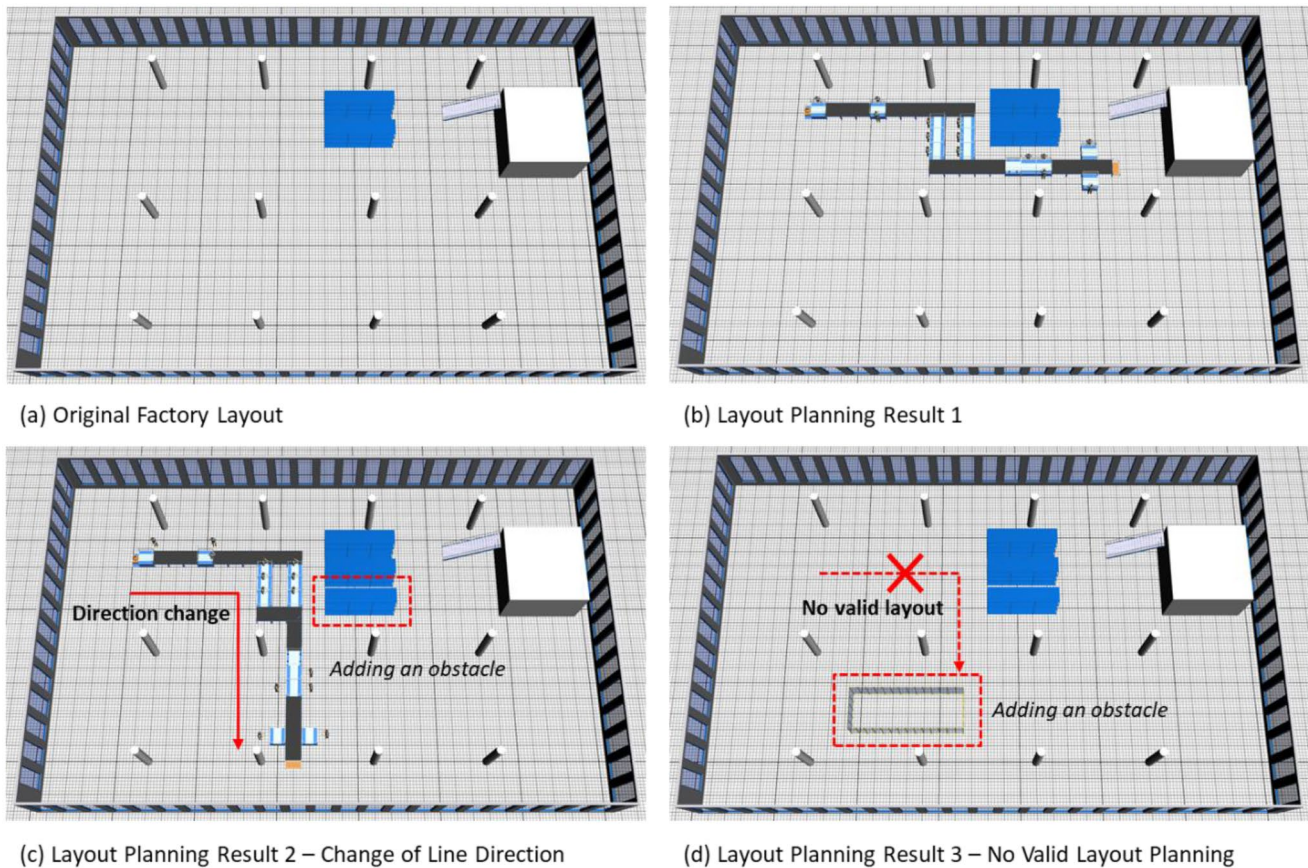 (a) Original Factory Layout
(b) Layout Planning Result 1
Direction change
Adding an obstacle
No valid layout
Adding an obstacle
(c) Layout Planning Result 2 – Change of Line Direction
(d) Layout Planning Result 3 – No Valid Layout Planning